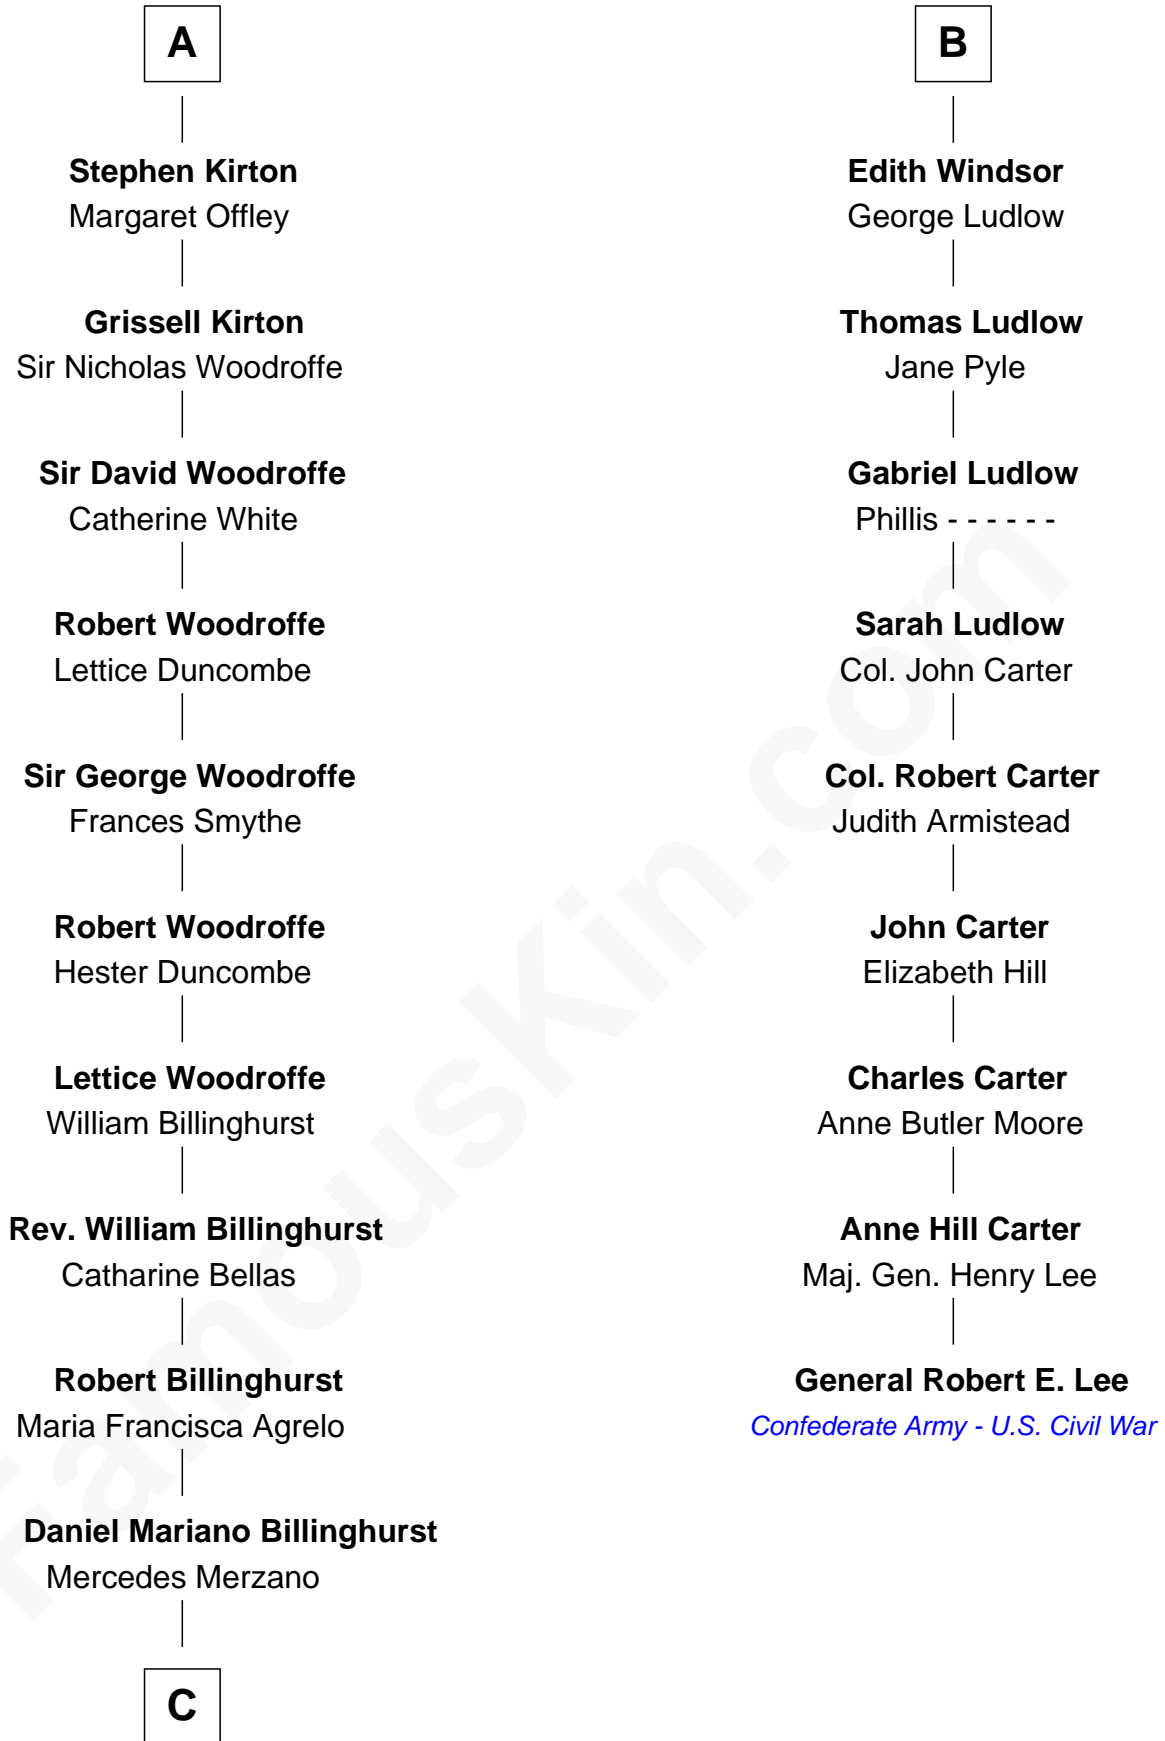 A
Stephen Kirton
Margaret Offley
Grissell Kirton
Sir Nicholas Woodroffe
Sir David Woodroffe
Catherine White
Robert Woodroffe
Lettice Duncombe
Sir George Woodroffe
Frances Smythe
Robert Woodroffe
Hester Duncombe
Lettice Woodroffe
William Billinghurst
Rev. William Billinghurst
Catharine Bellas
Robert Billinghurst
Maria Francisca Agrelo
Daniel Mariano Billinghurst
Mercedes Merzano
C
B
Edith Windsor
George Ludlow
Thomas Ludlow
Jane Pyle
Gabriel Ludlow
Phillis - - - - - -
Sarah Ludlow
Col. John Carter
Col. Robert Carter
Judith Armistead
John Carter
Elizabeth Hill
Charles Carter
Anne Butler Moore
Anne Hill Carter
Maj. Gen. Henry Lee
General Robert E. Lee
Confederate Army - U.S. Civil War
FamousKin.com